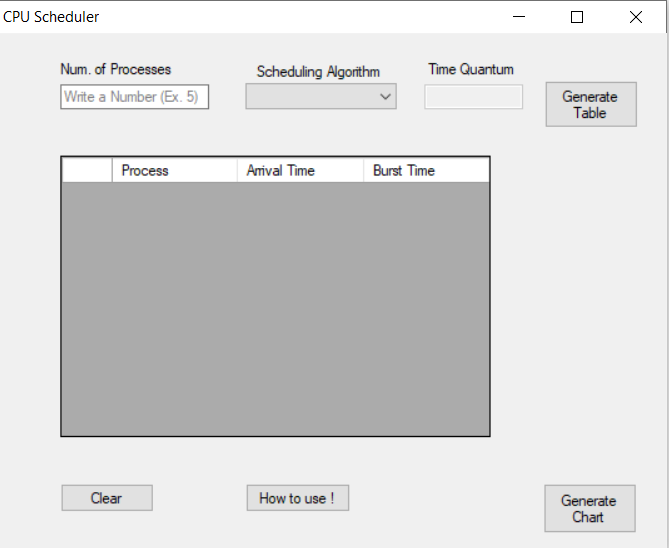 CPU Scheduler
Num. of Processes
Scheduling Algorithm
Time Quantum
Write a Number (Ex. 5)
Generate
Table
Process
Arrival Time
Burst Time
Clear
How to use !
Generate
Chart